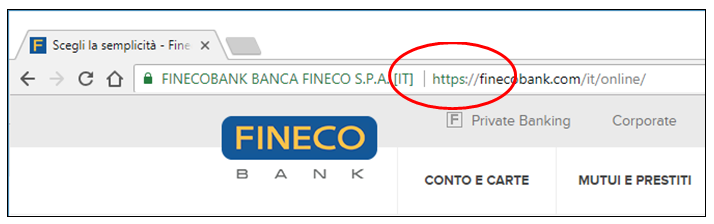 Scegli la semplicità - Fine
FINECOBANK BANCA FINECO S.P.A. [IT] https://finecobank.com/it/online/
FINECO
BANK
F Private Banking Corporate
CONTO E CARTE MUTUI E PRESTITI